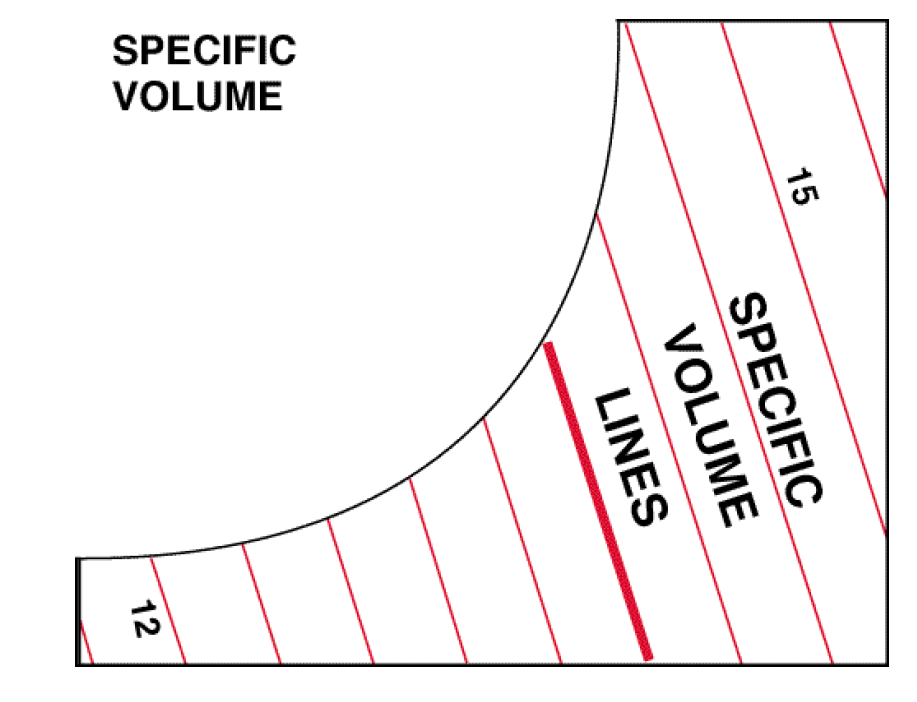 SPECIFIC
VOLUME
15
SPECIFIC
VOLUME
LINES
12